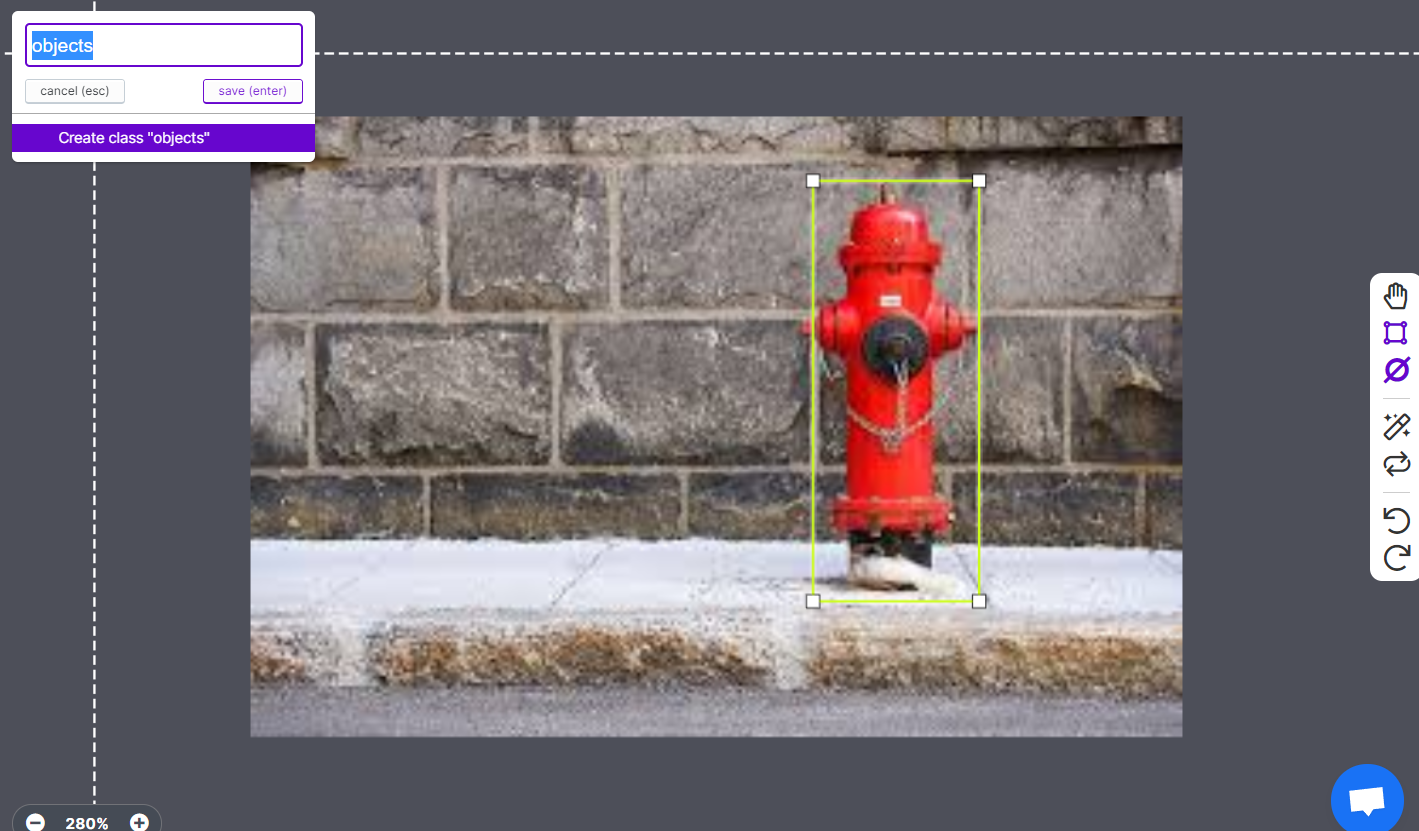 objects
cancel (esc)
save (enter)
Create class "objects"
280%